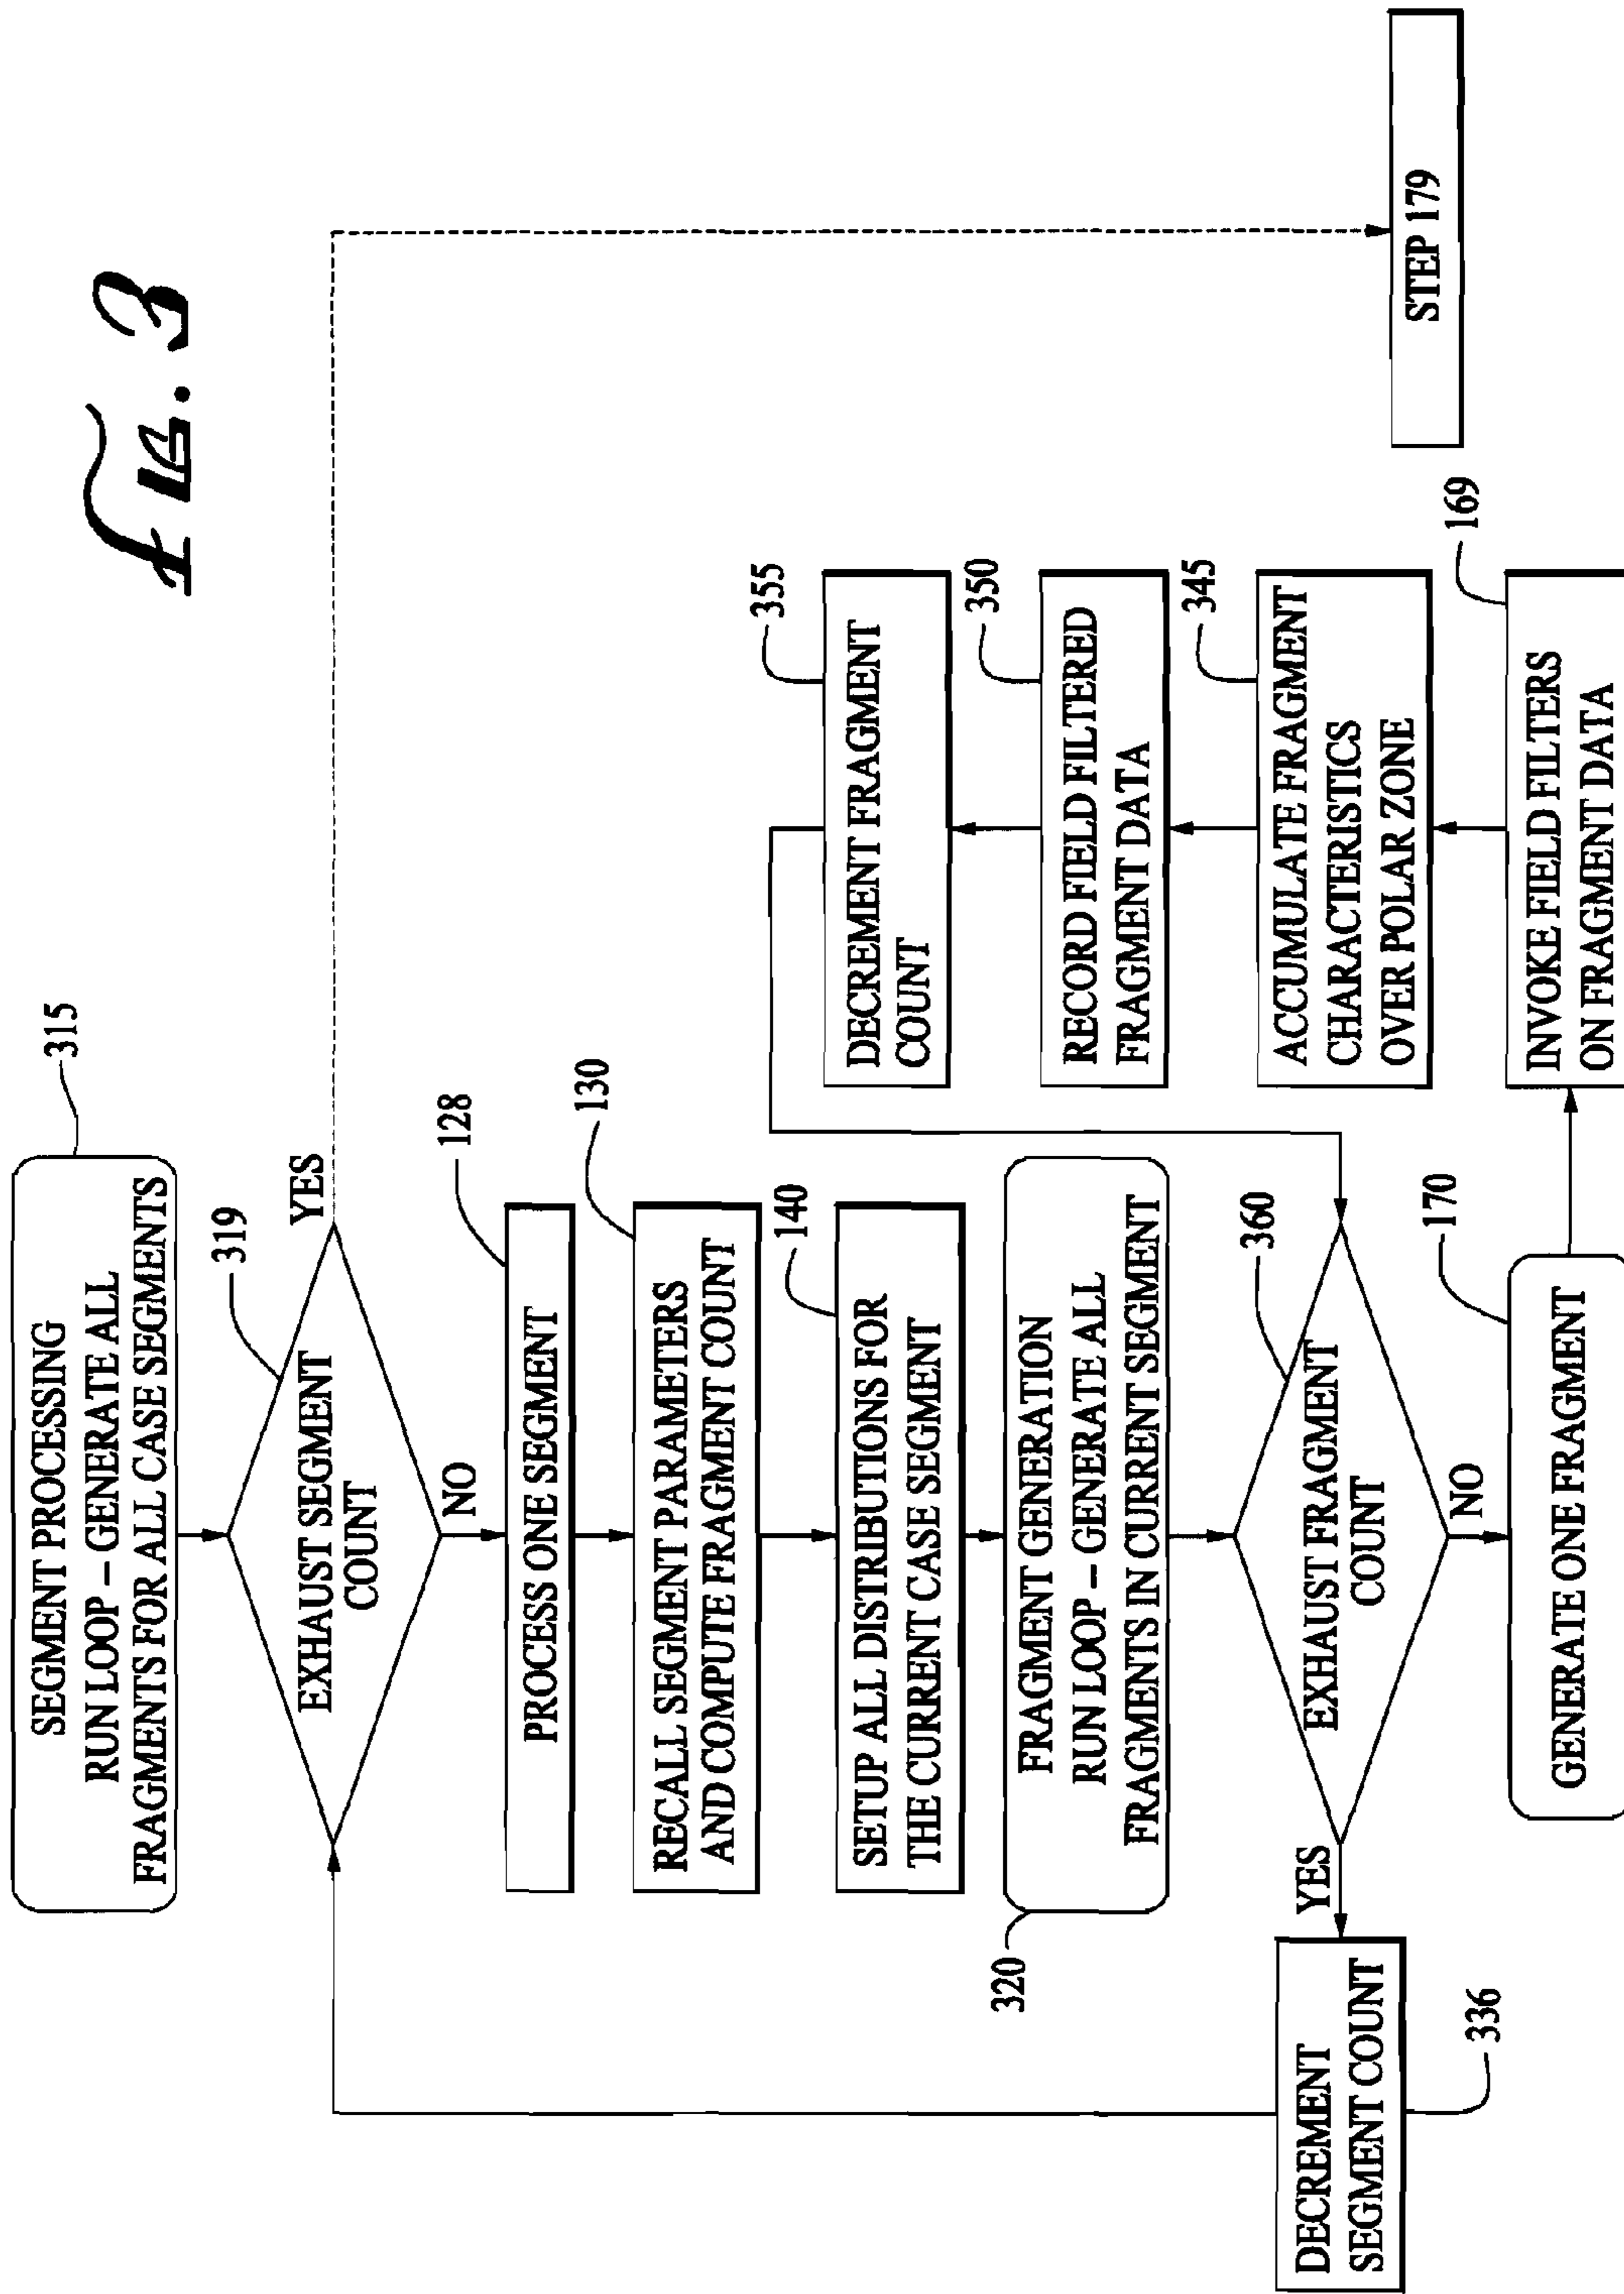 FIG. 3
SEGMENT PROCESSING
RUN LOOP – GENERATE ALL
FRAGMENTS FOR ALL CASE SEGMENTS
315
EXHAUST SEGMENT
COUNT
319
YES
NO
PROCESS ONE SEGMENT
128
RECALL SEGMENT PARAMETERS
AND COMPUTE FRAGMENT COUNT
130
SETUP ALL DISTRIBUTIONS FOR
THE CURRENT CASE SEGMENT
140
FRAGMENT GENERATION
RUN LOOP – GENERATE ALL
FRAGMENTS IN CURRENT SEGMENT
320
EXHAUST FRAGMENT
COUNT
360
YES
NO
DECREMENT
SEGMENT COUNT
336
GENERATE ONE FRAGMENT
170
INVOKE FIELD FILTERS
ON FRAGMENT DATA
169
ACCUMULATE FRAGMENT
CHARACTERISTICS
OVER POLAR ZONE
345
RECORD FIELD FILTERED
FRAGMENT DATA
350
DECREMENT FRAGMENT
COUNT
355
STEP 179